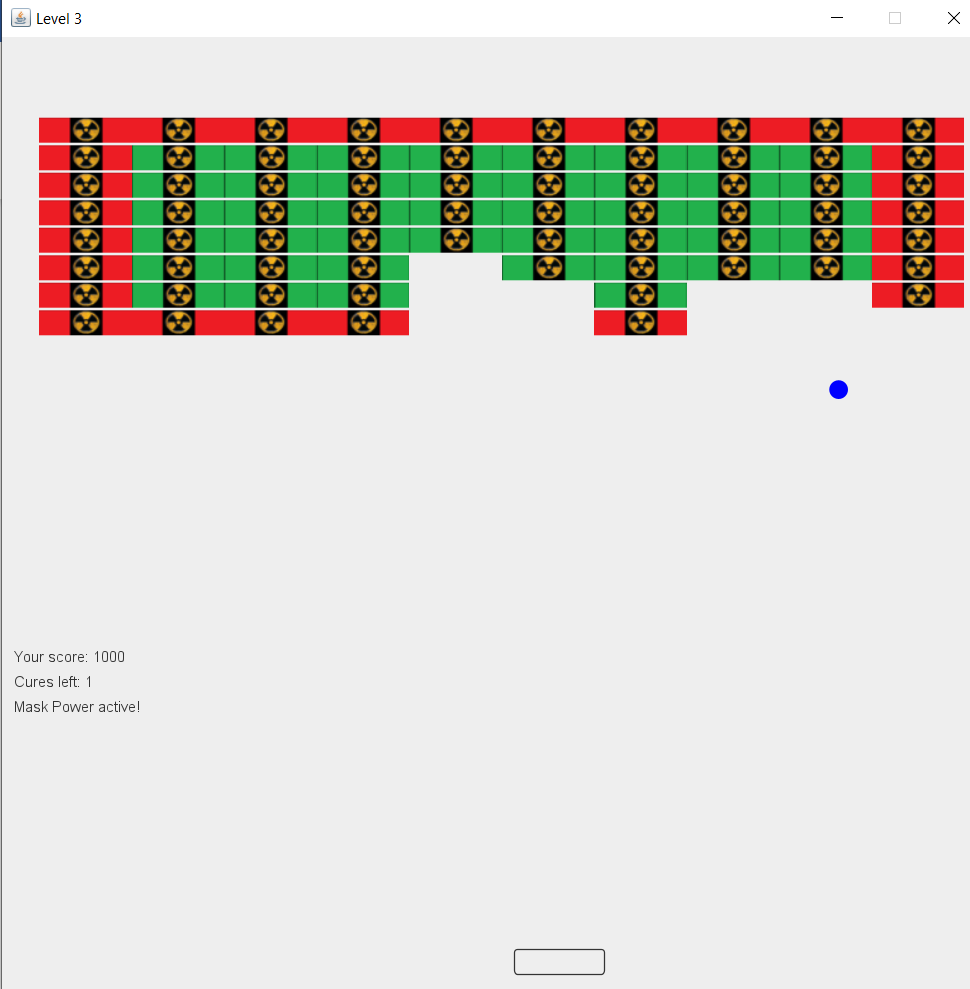 Level 3
Your score: 1000
Cures left: 1
Mask Power active!